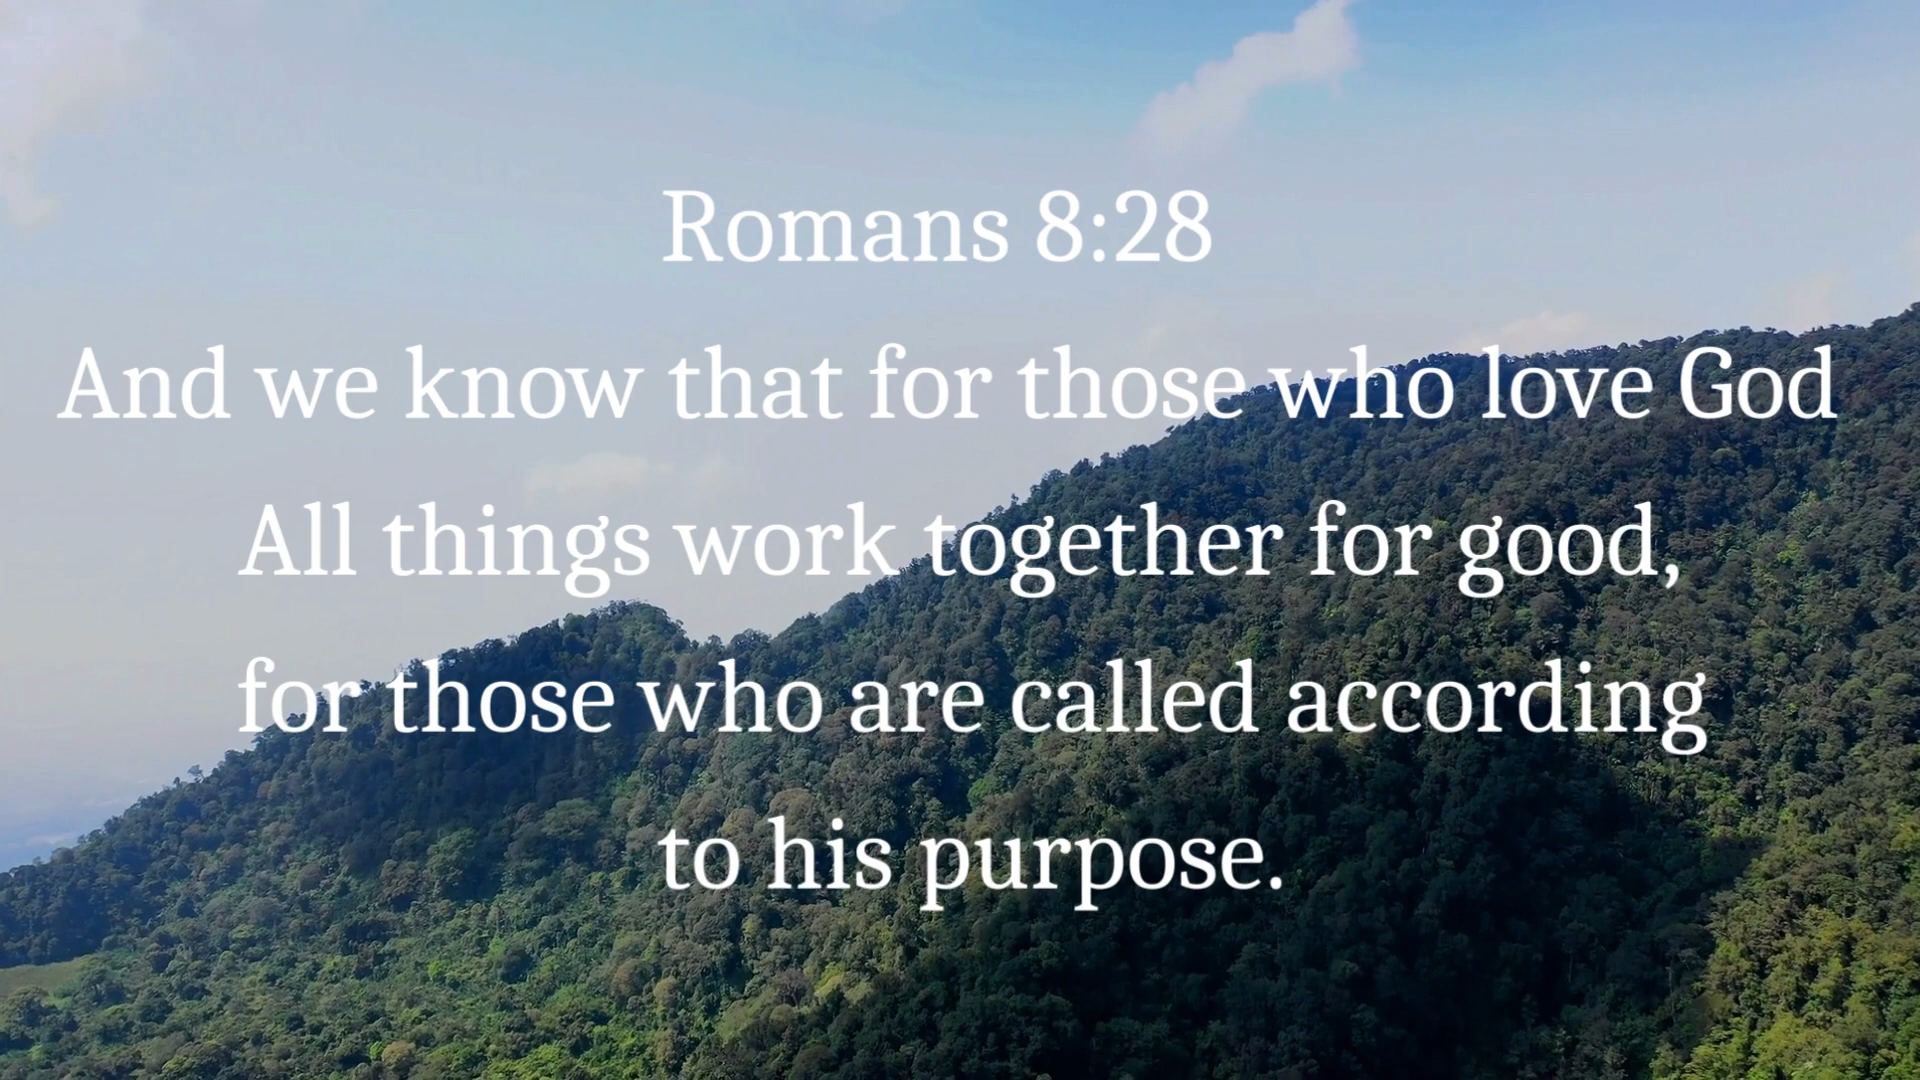 Romans 8:28
And we know that for those who love God
All things work together for good,
for those who are called according
to his purpose.